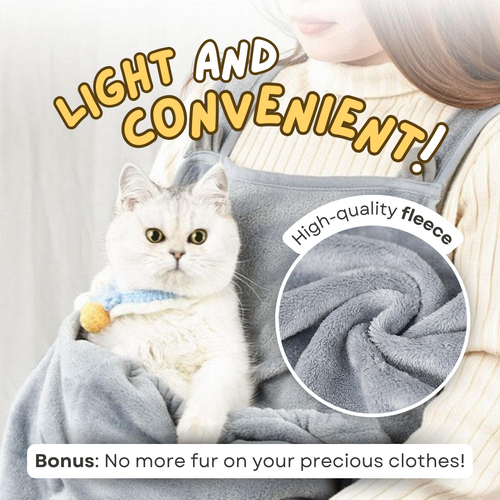 LIGHT AND
CONVENIENT!
High-quality fleece
Bonus: No more fur on your precious clothes!